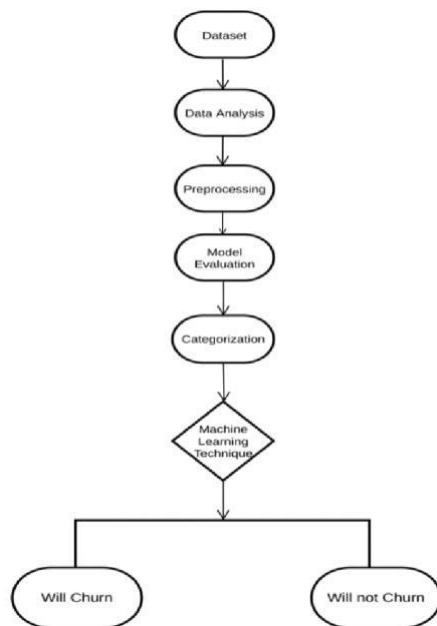 Dataset
Data Analysis
Preprocessing
Model
Evaluation
Categorization
Machine
Learning
Technique
Will Churn
Will not Churn